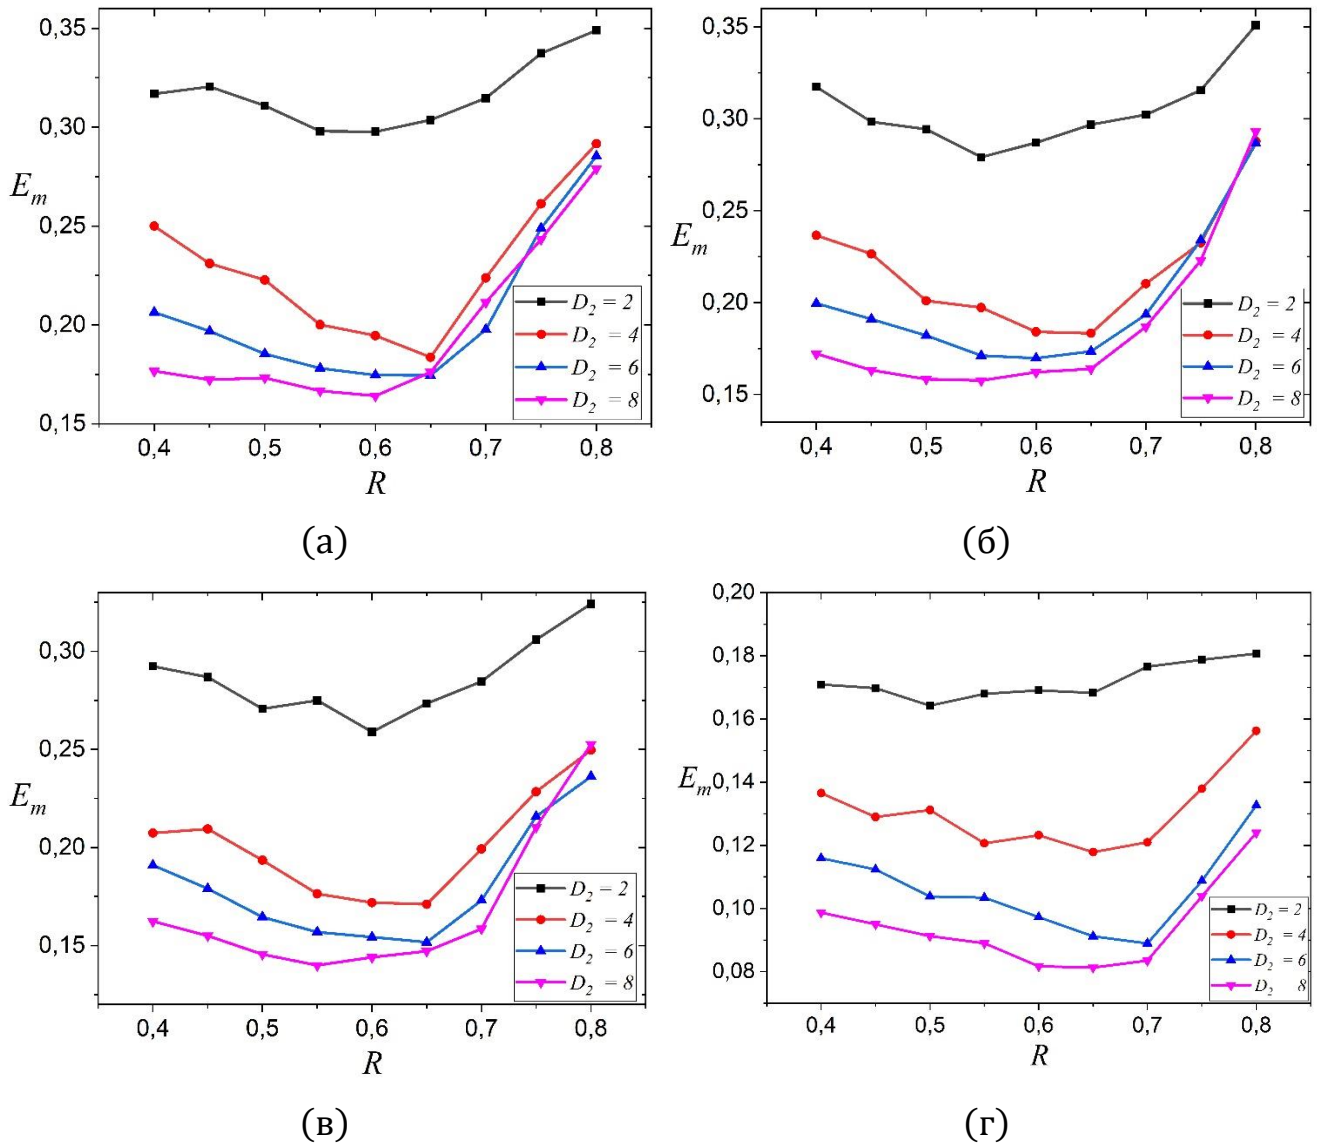 0,35
0,30
E_m
0,25
0,20
0,15
D_2 = 2
D_2 = 4
D_2 = 6
D_2 = 8
0,4 0,5 0,6 0,7 0,8
R
(а)
0,35
0,30
E_m
0,25
0,20
0,15
D_2 = 2
D_2 = 4
D_2 = 6
D_2 = 8
0,4 0,5 0,6 0,7 0,8
R
(б)
0,30
0,25
E_m
0,20
0,15
D_2 = 2
D_2 = 4
D_2 = 6
D_2 = 8
0,4 0,5 0,6 0,7 0,8
R
(в)
0,20
0,18
0,16
E_m 0,14
0,12
0,10
0,08
D_2 = 2
D_2 = 4
D_2 = 6
D_2 8
0,4 0,5 0,6 0,7 0,8
R
(г)